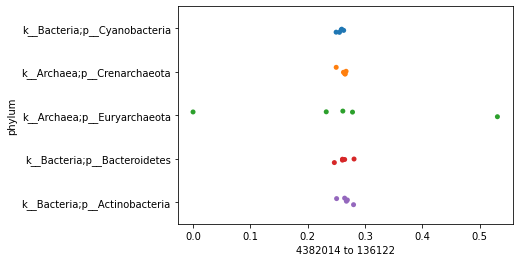 k__Bacteria;p__Cyanobacteria
k__Archaea;p__Crenarchaeota
k__Archaea;p__Euryarchaeota
k__Bacteria;p__Bacteroidetes
k__Bacteria;p__Actinobacteria
phylum
0.0 0.1 0.2 0.3 0.4 0.5
4382014 to 136122